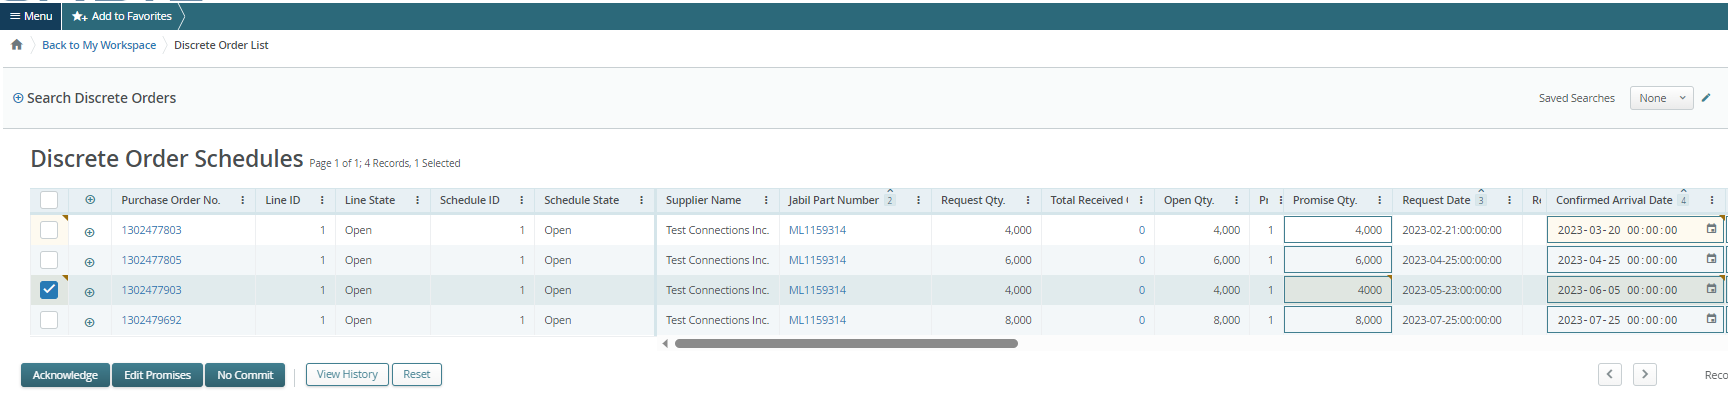 Menu Add to Favorites
Back to My Workspace Discrete Order List
Search Discrete Orders Saved Searches None
Discrete Order Schedules Page 1 of 1; 4 Records, 1 Selected
Purchase Order No. Line ID Line State Schedule ID Schedule State Supplier Name Jabil Part Number 2 Request Qty. Total Received Open Qty. Promise Qty. Request Date 3 Confirmed Arrival Date 4
1302477803 1 Open 1 Open Test Connections Inc. ML1159314 4,000 0 4,000 1 4,000 2023-02-21:00:00:00 2023-03-20 00:00:00
1302477805 1 Open 1 Open Test Connections Inc. ML1159314 6,000 0 6,000 1 6,000 2023-04-25:00:00:00 2023-04-25 00:00:00
1302477903 1 Open 1 Open Test Connections Inc. ML1159314 4,000 0 4,000 1 4000 2023-05-23:00:00:00 2023-06-05 00:00:00
1302479692 1 Open 1 Open Test Connections Inc. ML1159314 8,000 0 8,000 1 8,000 2023-07-25:00:00:00 2023-07-25 00:00:00
Acknowledge Edit Promises No Commit View History Reset Reco